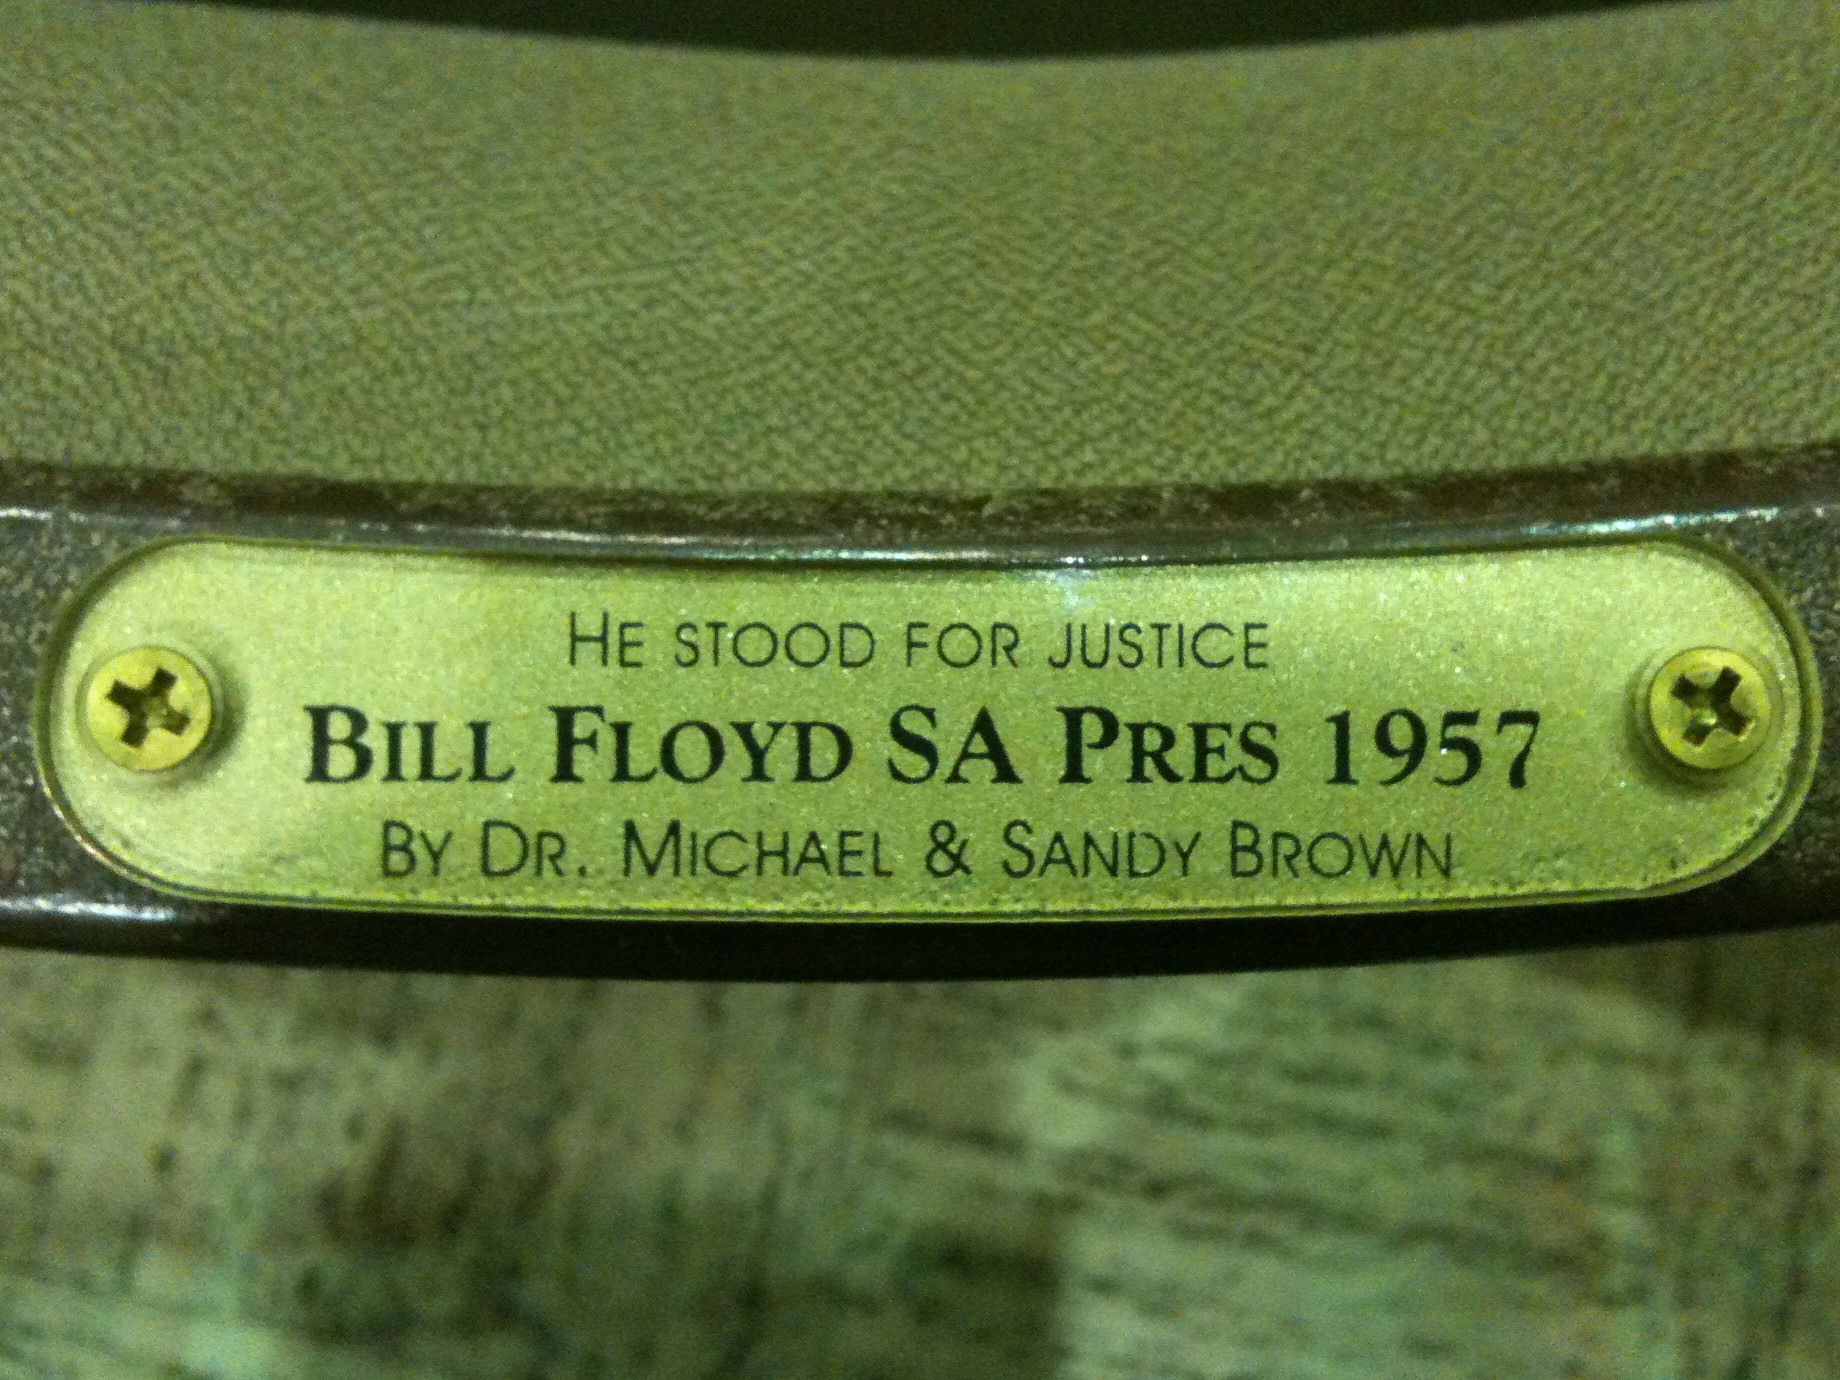 He stood for justice
Bill Floyd SA Pres 1957
By Dr. Michael & Sandy Brown